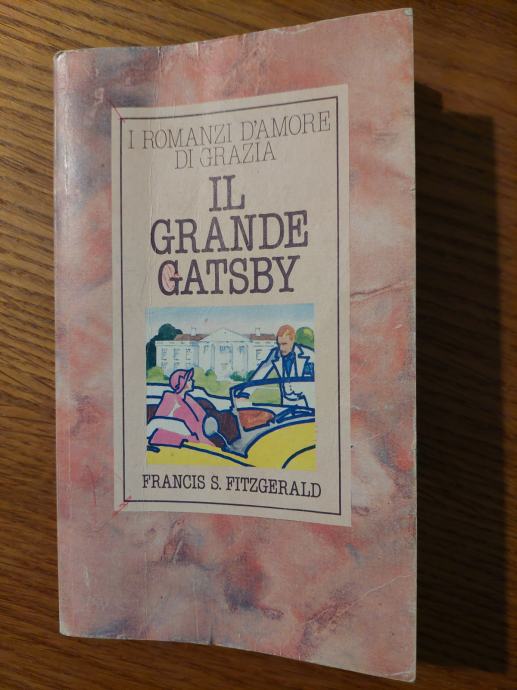 I ROMANZI D'AMORE
DI GRAZIA
IL
GRANDE
GATSBY
FRANCIS S. FITZGERALD